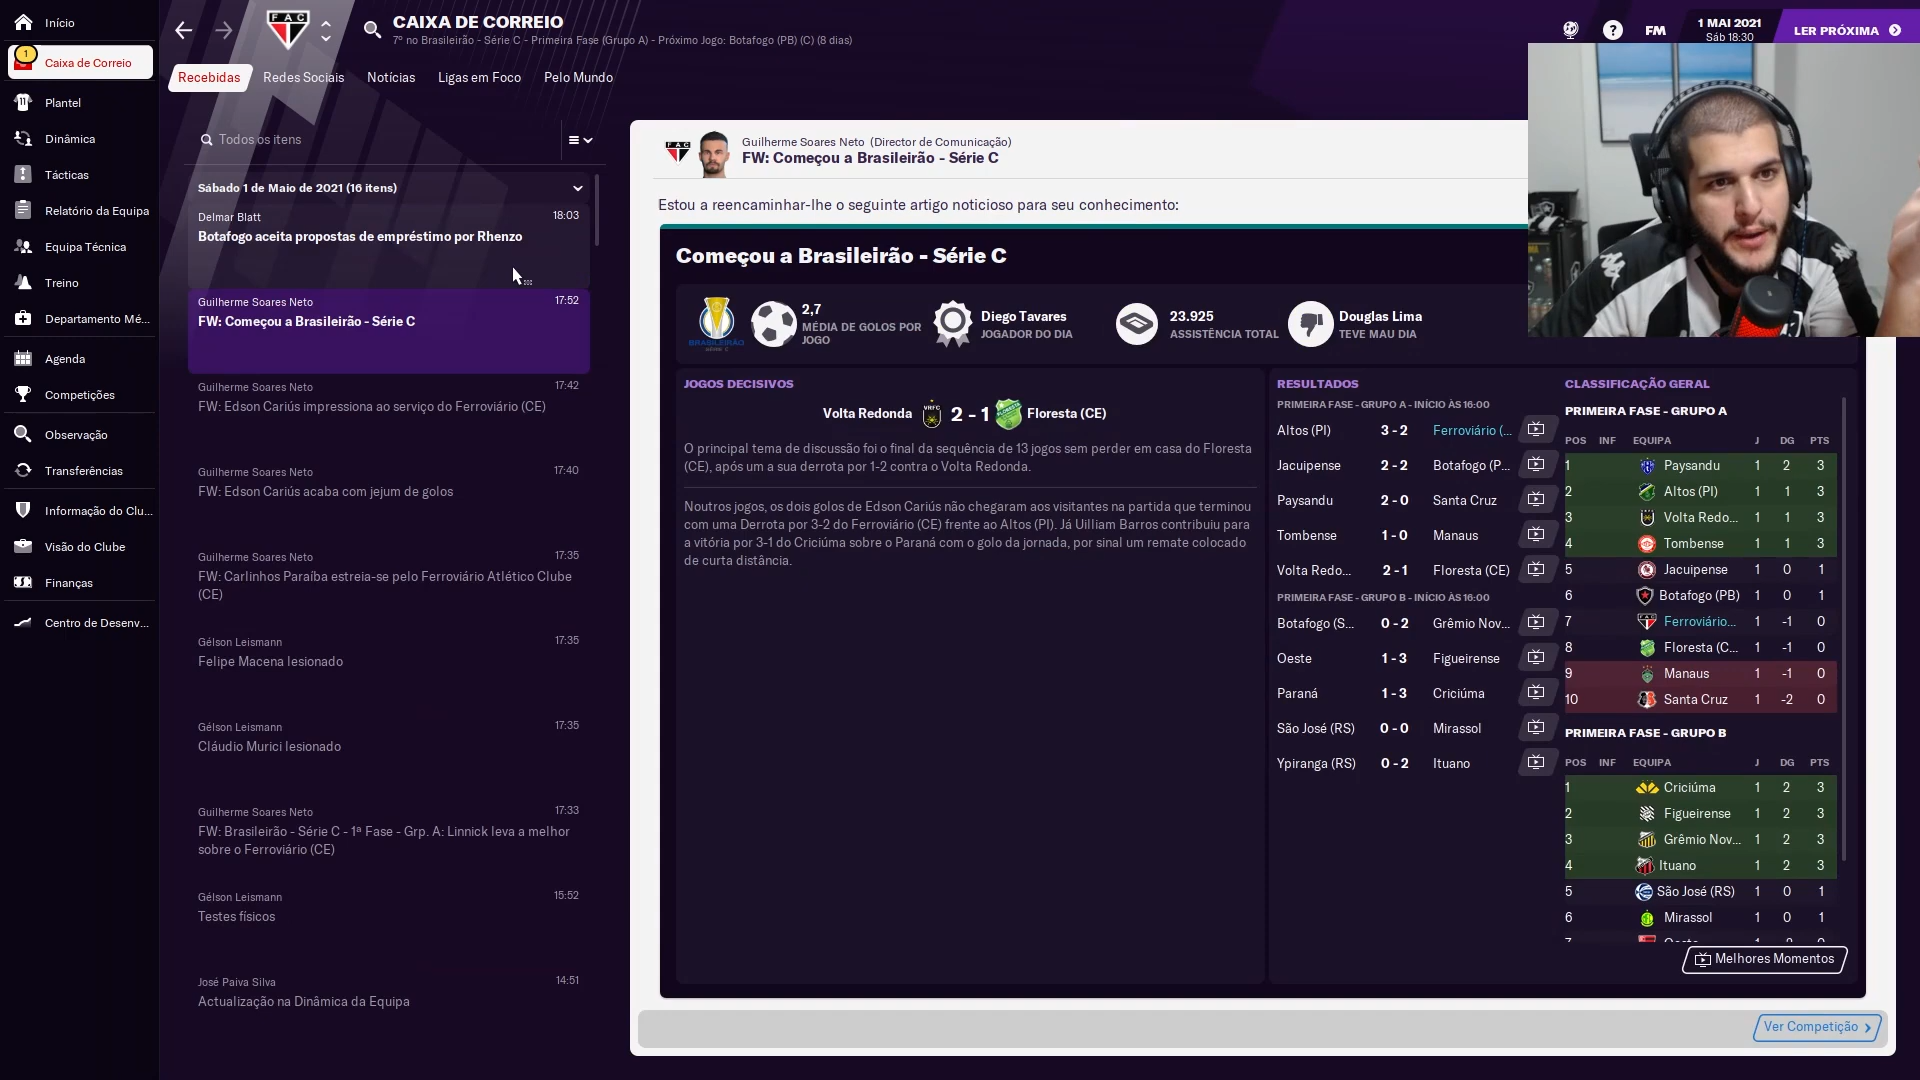 Início
1
Caixa de Correio
Plantel
Dinâmica
Tácticas
Relatório da Equipa
Equipa Técnica
Treino
Departamento Mé...
Agenda
Competições
Observação
Transferências
Informação do Clu...
Visão do Clube
Finanças
Centro de Desenv...
FAC
CAIXA DE CORREIO
7º no Brasileirão - Série C - Primeira Fase (Grupo A) - Próximo Jogo: Botafogo (PB) (C) (8 dias)
FM
1 MAI 2021
Sáb 18:30
LER PRÓXIMA
Recebidas
Redes Sociais
Notícias
Ligas em Foco
Pelo Mundo
Todos os itens
Sábado 1 de Maio de 2021 (16 itens)
Delmar Blatt 18:03
Botafogo aceita propostas de empréstimo por Rhenzo
Guilherme Soares Neto 17:52
FW: Começou a Brasileirão - Série C
Guilherme Soares Neto 17:42
FW: Edson Cariús impressiona ao serviço do Ferroviário (CE)
Guilherme Soares Neto 17:40
FW: Edson Cariús acaba com jejum de golos
Guilherme Soares Neto 17:35
FW: Carlinhos Paraíba estreia-se pelo Ferroviário Atlético Clube
(CE)
Gélson Leismann 17:35
Felipe Macena lesionado
Gélson Leismann 17:35
Cláudio Murici lesionado
Guilherme Soares Neto 17:33
FW: Brasileirão - Série C - 1ª Fase - Grp. A: Linnick leva a melhor
sobre o Ferroviário (CE)
Gélson Leismann 15:52
Testes físicos
José Paiva Silva 14:51
Actualização na Dinâmica da Equipa
FAC
Guilherme Soares Neto (Director de Comunicação)
FW: Começou a Brasileirão - Série C
Estou a reencaminhar-lhe o seguinte artigo noticioso para seu conhecimento:
Começou a Brasileirão - Série C
BRASILEIRÃO
SÉRIE C
2,7
MÉDIA DE GOLOS POR
JOGO
Diego Tavares
JOGADOR DO DIA
23.925
ASSISTÊNCIA TOTAL
Douglas Lima
TEVE MAU DIA
JOGOS DECISIVOS
Volta Redonda 2 - 1 Floresta (CE)
O principal tema de discussão foi o final da sequência de 13 jogos sem perder em casa do Floresta
(CE), após um a sua derrota por 1-2 contra o Volta Redonda.
Noutros jogos, os dois golos de Edson Cariús não chegaram aos visitantes na partida que terminou
com uma Derrota por 3-2 do Ferroviário (CE) frente ao Altos (PI). Já Uilliam Barros contribuiu para
a vitória por 3-1 do Criciúma sobre o Paraná com o golo da jornada, por sinal um remate colocado
de curta distância.
RESULTADOS
PRIMEIRA FASE - GRUPO A - INÍCIO ÀS 16:00
Altos (PI) 3 - 2 Ferroviário (...
Jacuipense 2 - 2 Botafogo (P...
Paysandu 2 - 0 Santa Cruz
Tombense 1 - 0 Manaus
Volta Redo... 2 - 1 Floresta (CE)
PRIMEIRA FASE - GRUPO B - INÍCIO ÀS 16:00
Botafogo (S... 0 - 2 Grêmio Nov...
Oeste 1 - 3 Figueirense
Paraná 1 - 3 Criciúma
São José (RS) 0 - 0 Mirassol
Ypiranga (RS) 0 - 2 Ituano
CLASSIFICAÇÃO GERAL
PRIMEIRA FASE - GRUPO A
POS INF EQUIPA J DG PTS
1 Paysandu 1 2 3
2 Altos (PI) 1 1 3
3 Volta Redo... 1 1 3
4 Tombense 1 1 3
5 Jacuipense 1 0 1
6 Botafogo (PB) 1 0 1
7 Ferroviário... 1 -1 0
8 Floresta (C... 1 -1 0
9 Manaus 1 -1 0
10 Santa Cruz 1 -2 0
PRIMEIRA FASE - GRUPO B
POS INF EQUIPA J DG PTS
1 Criciúma 1 2 3
2 Figueirense 1 2 3
3 Grêmio Nov... 1 2 3
4 Ituano 1 2 3
5 São José (RS) 1 0 1
6 Mirassol 1 0 1
7 Oeste 1 -2 0
Melhores Momentos
Ver Competição